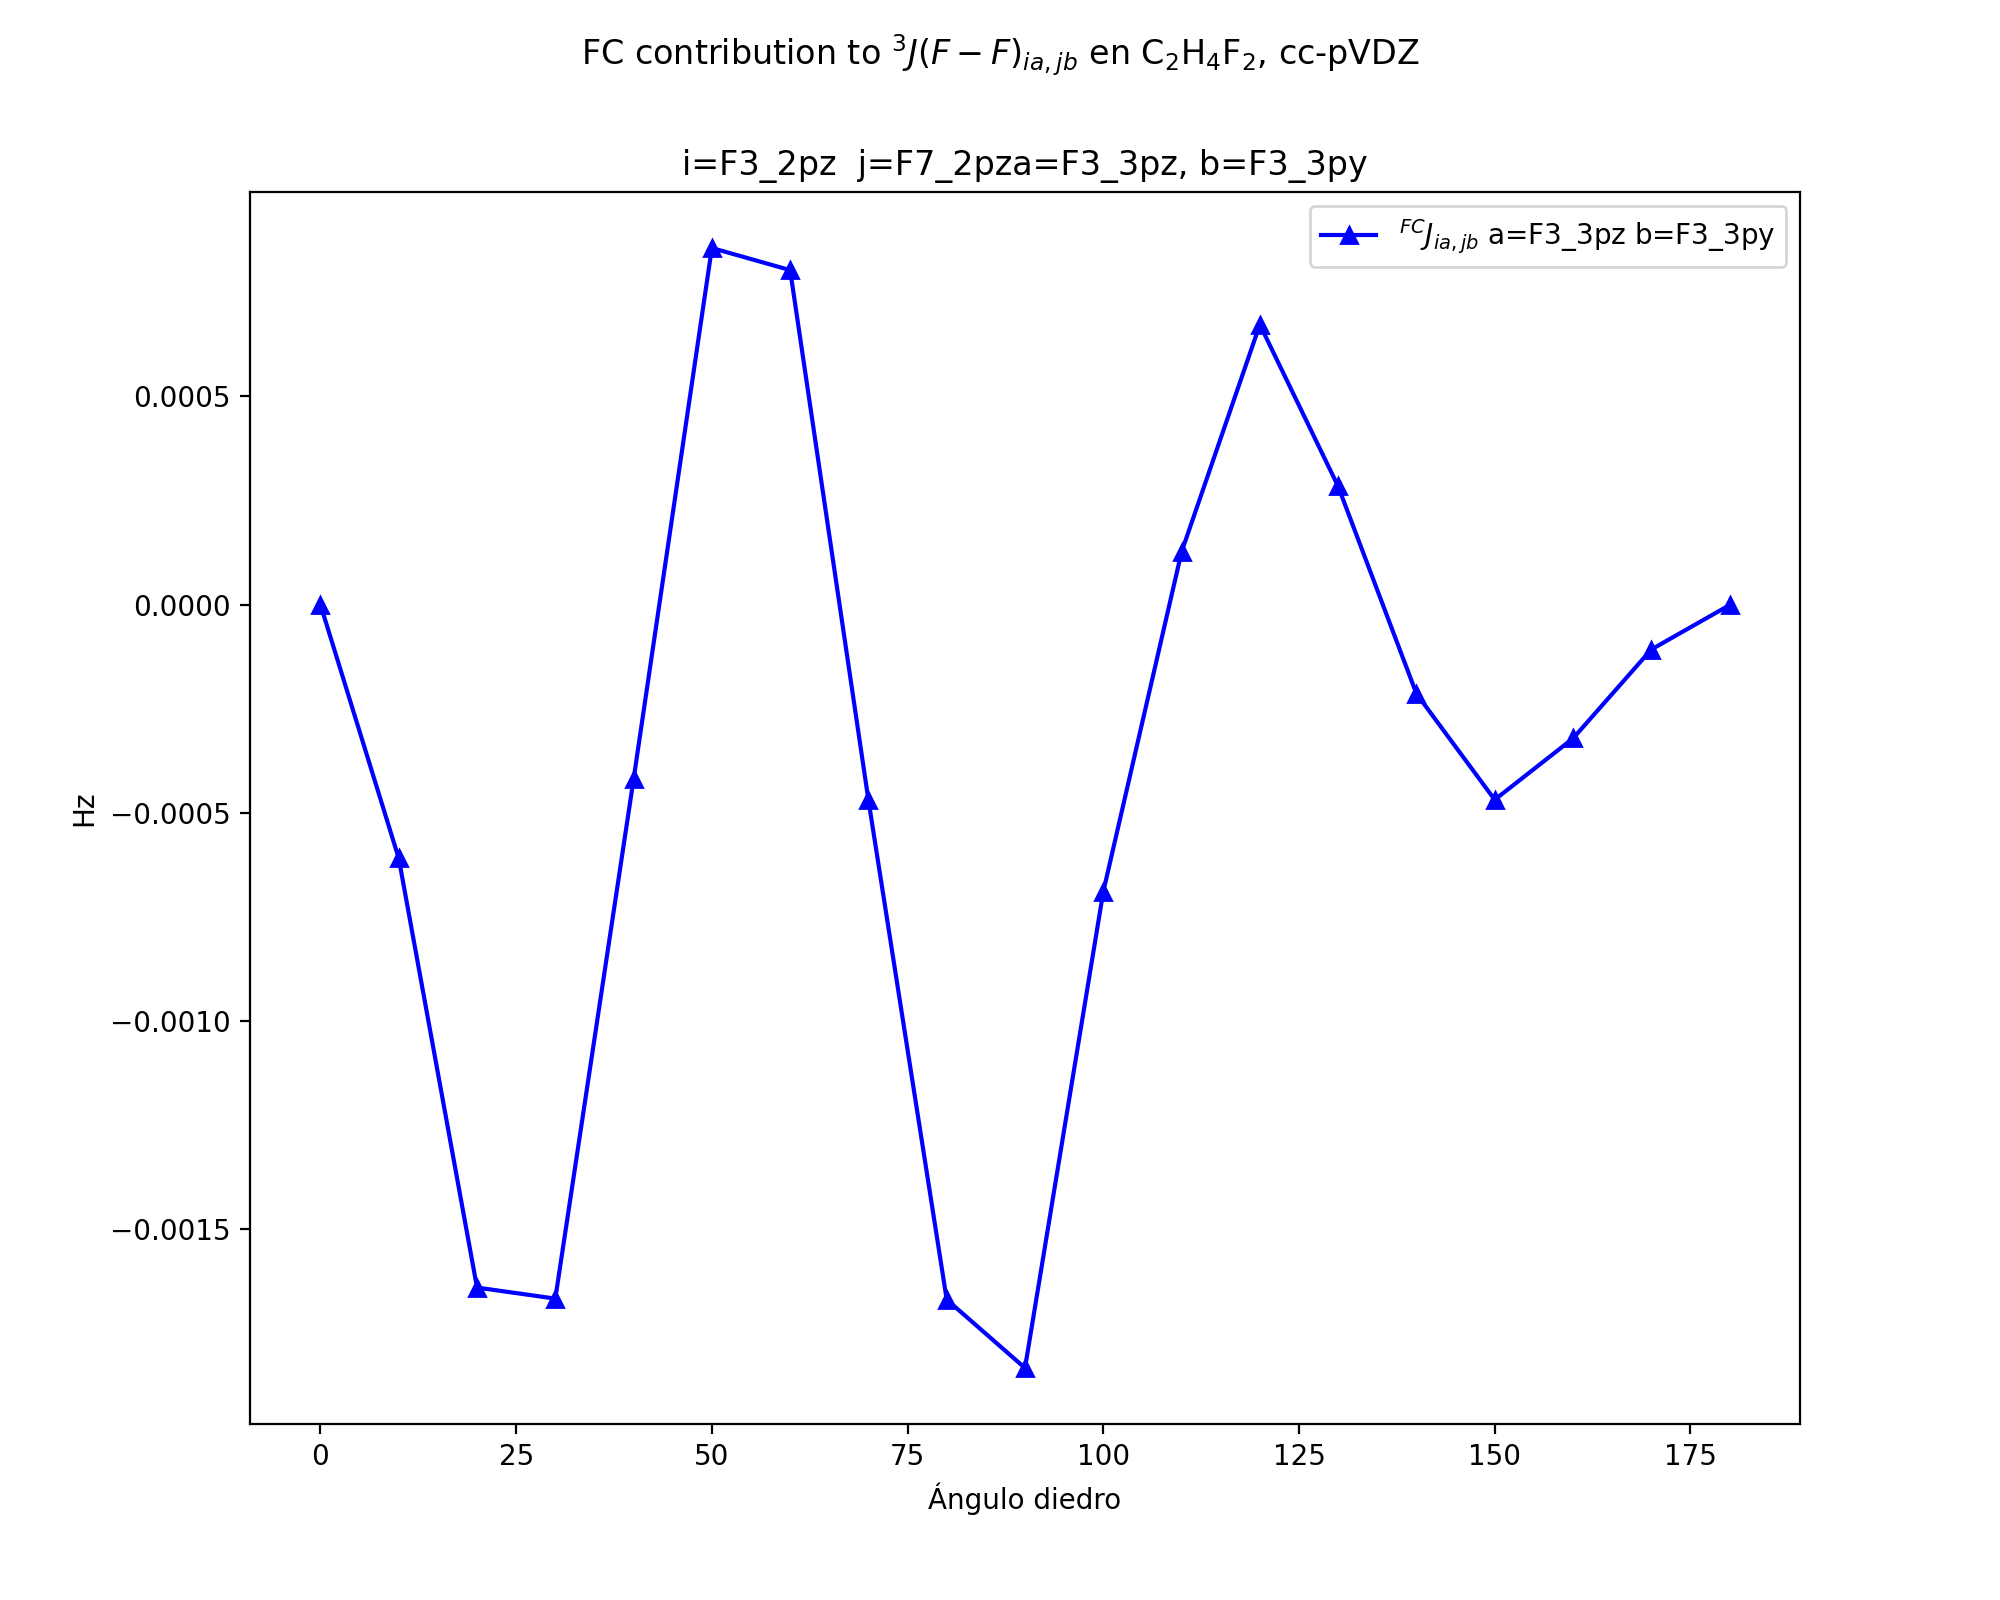 FC contribution to ³J(F − F)ia, jb en C₂H₄F₂, cc-pVDZ
i=F3_2pz  j=F7_2pza=F3_3pz, b=F3_3py
FCJia, jb a=F3_3pz b=F3_3py
0.0005
0.0000
−0.0005
−0.0010
−0.0015
Hz
0 25 50 75 100 125 150 175
Ángulo diedro